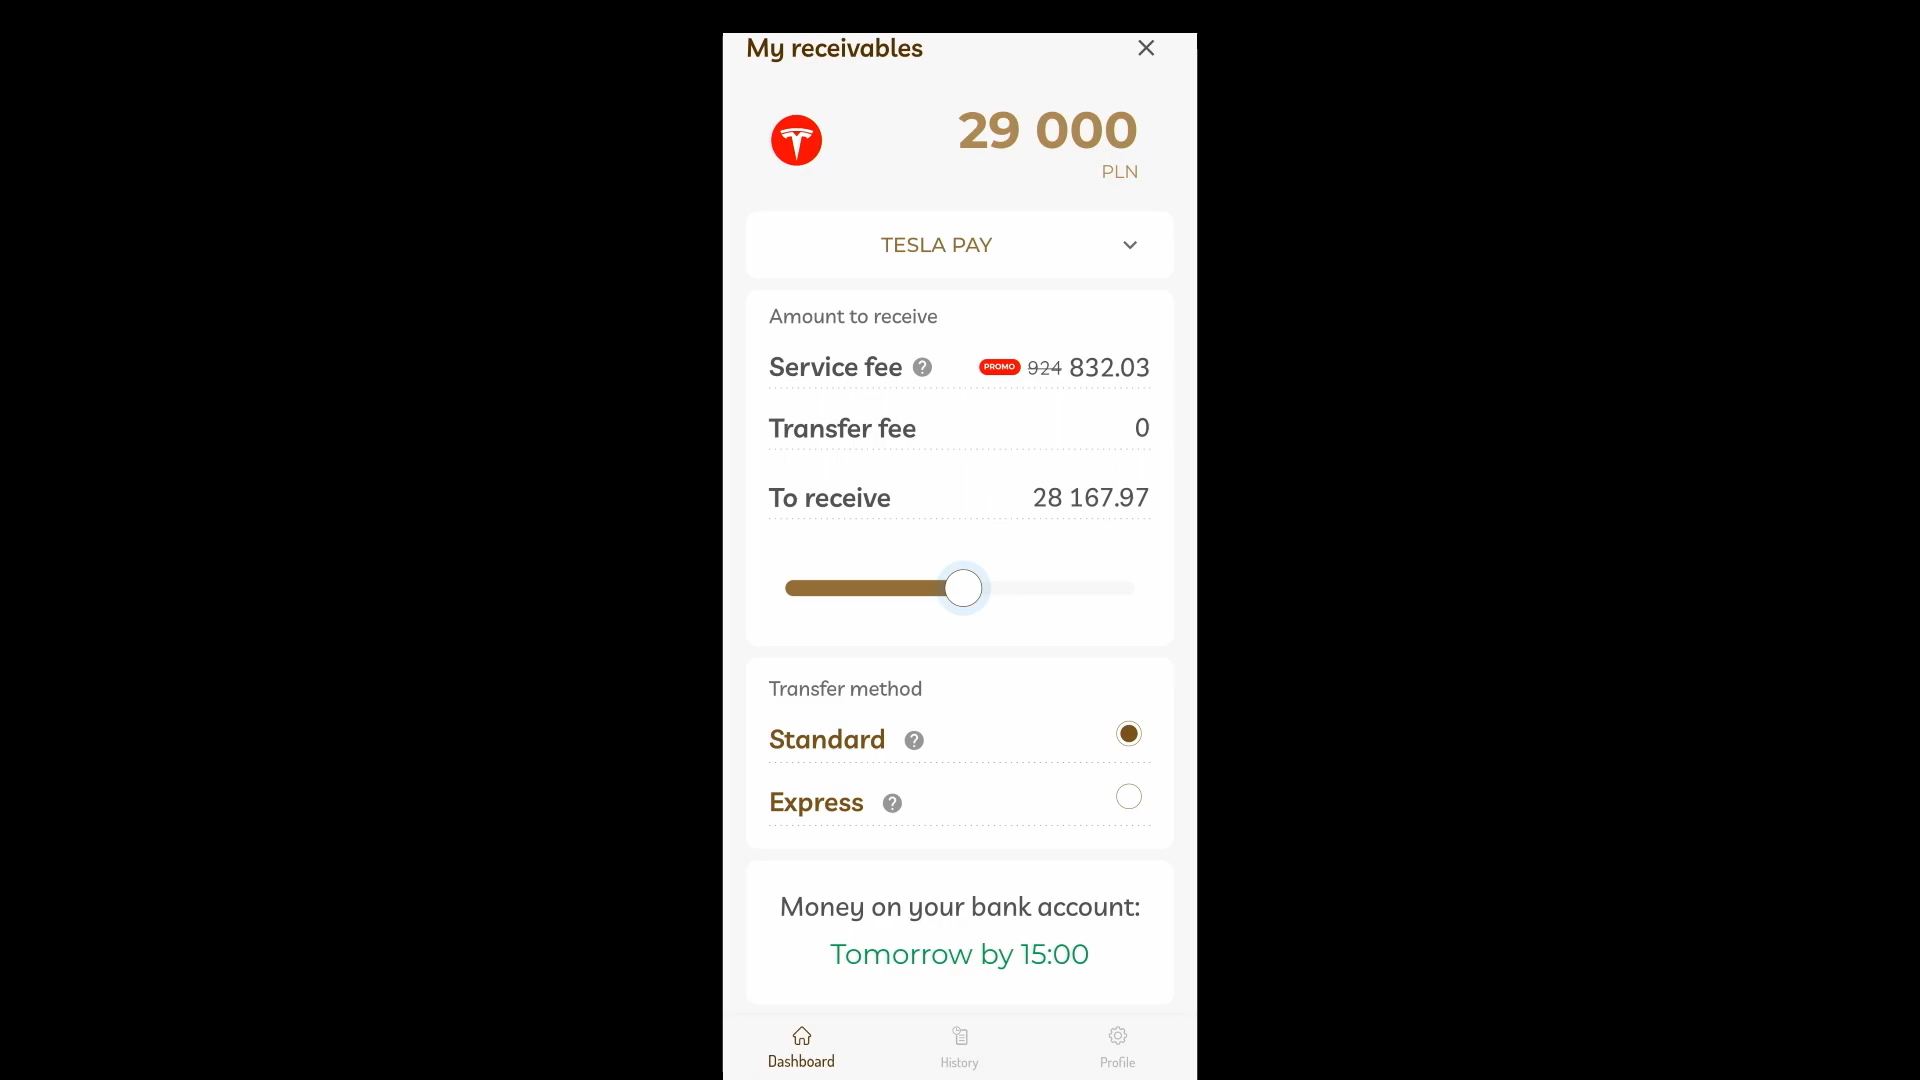 My receivables
29 000
PLN
TESLA PAY
Amount to receive
Service fee ? PROMO 924 832.03
Transfer fee 0
To receive 28 167.97
Transfer method
Standard ?
Express ?
Money on your bank account:
Tomorrow by 15:00
Dashboard History Profile